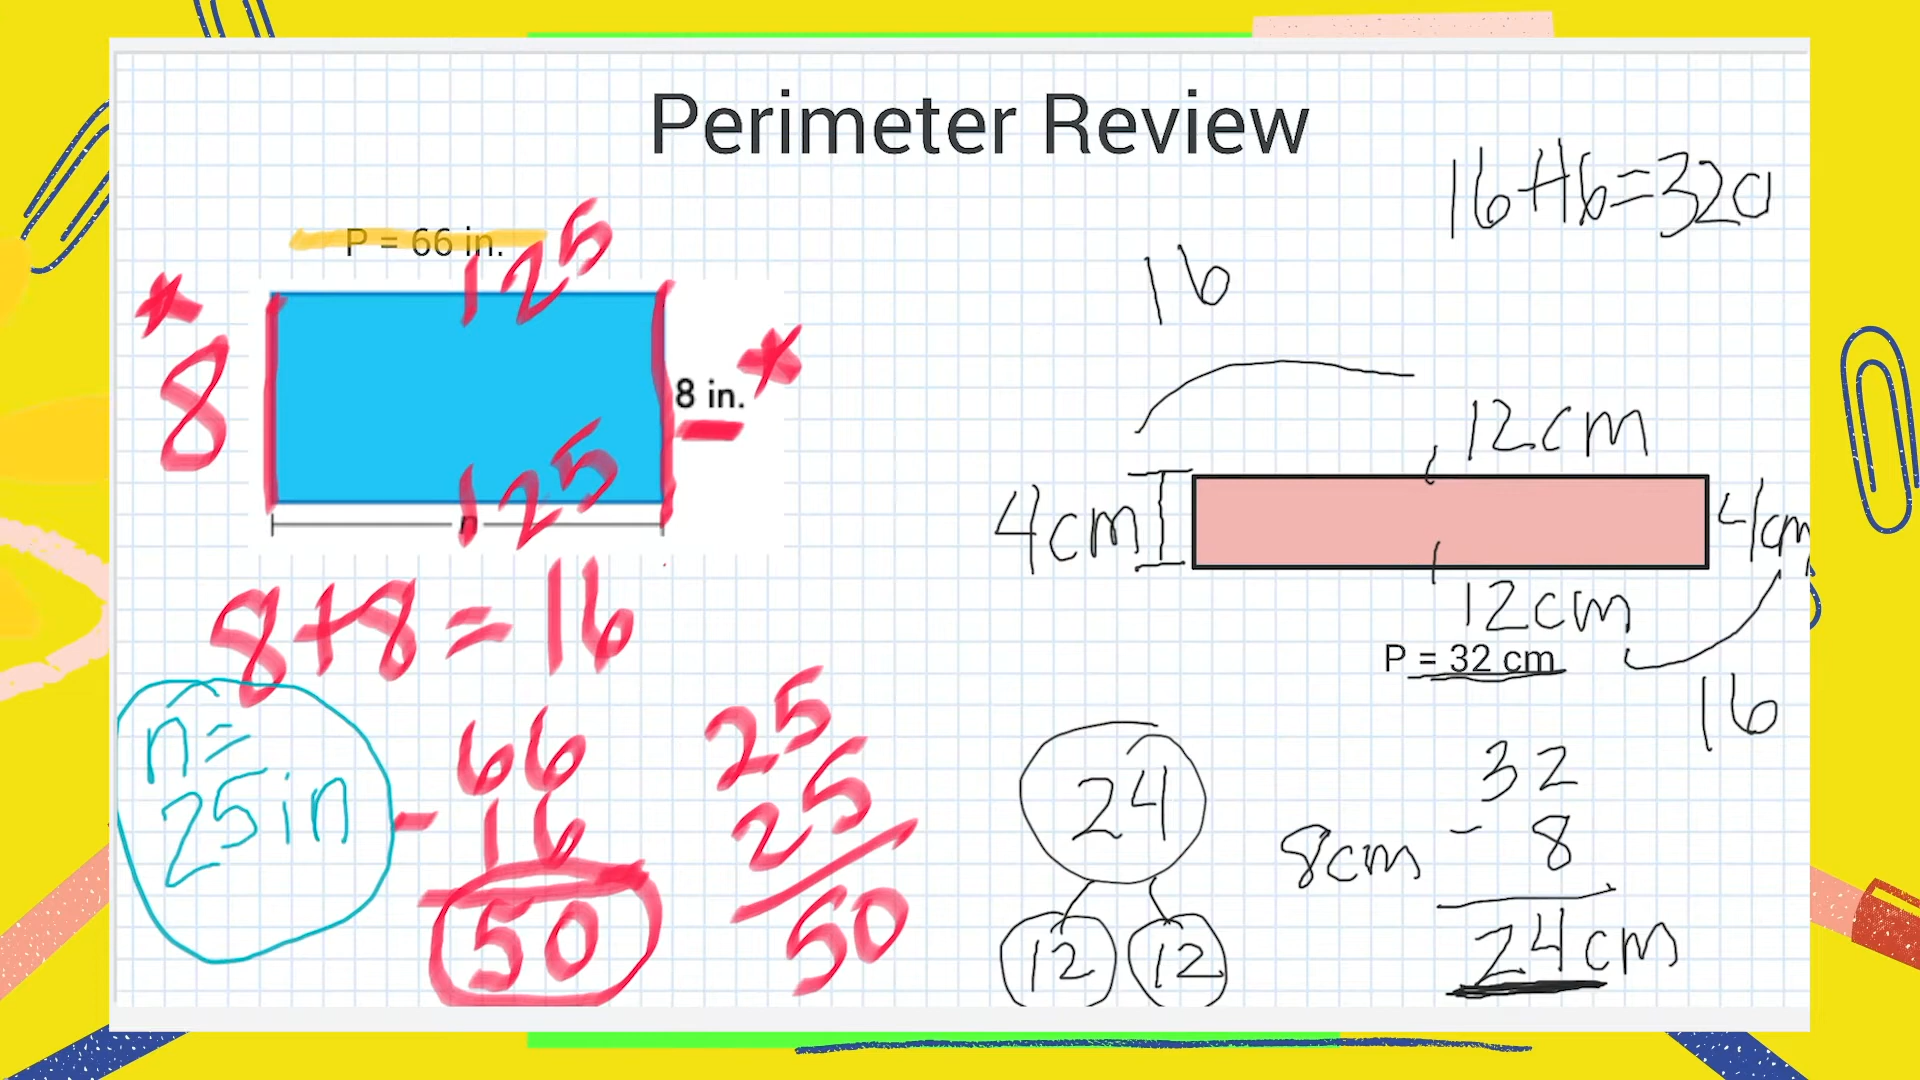 Perimeter Review
P = 66 in.
125
8
8 in.
125
n
8+8=16
n=
25in
66
- 16
50
25
25
50
16+16=32c
16
12cm
4cm
4cm
12cm
P = 32 cm
16
24
12 12
8cm
32
- 8
24cm